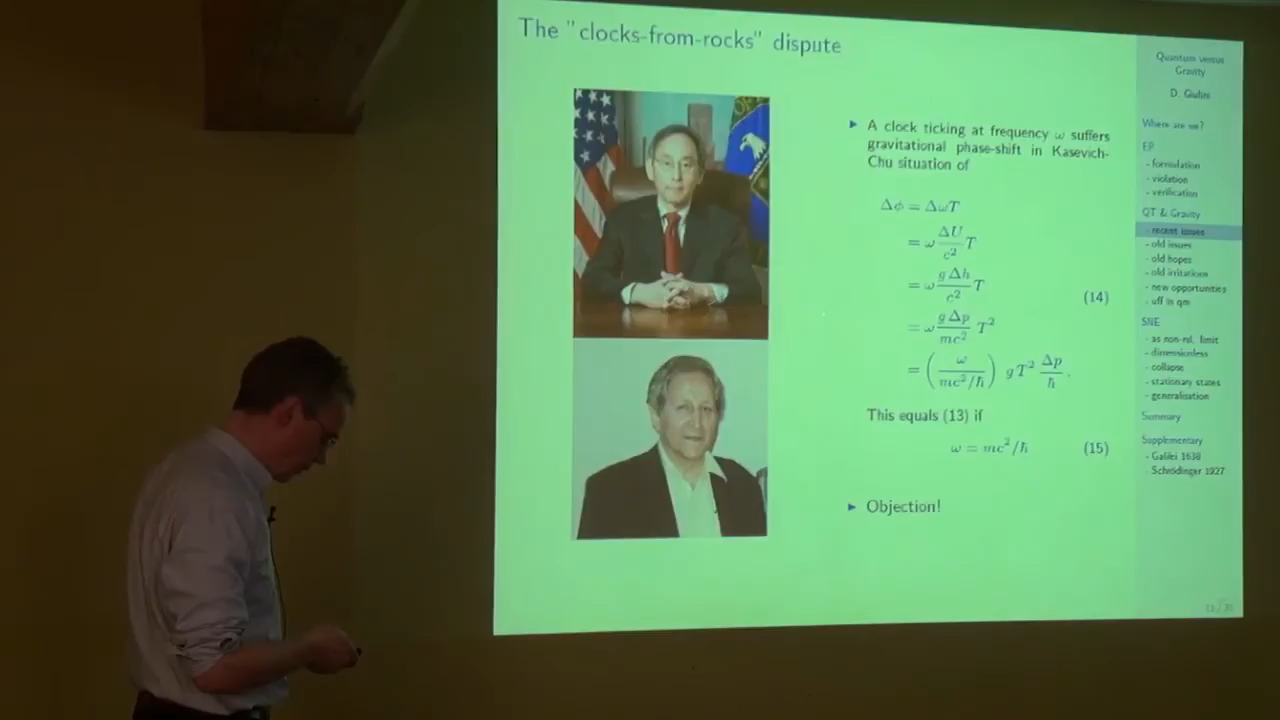 The "clocks-from-rocks" dispute
▶ A clock ticking at frequency ω suffers
gravitational phase-shift in Kasevich-
Chu situation of
Δϕ = ΔωT
= ω ΔU/c² T
= ω g Δh/c² T
= ω g Δp/mc² T²
= (ω/mc²/ħ) gT² Δp/ħ .
(14)
This equals (13) if
ω = mc²/ħ (15)
▶ Objection!
Quantum versus
Gravity
D. Giulini
Where are we?
EP
- formulation
- violation
- verification
QT & Gravity
- recent issues
- old issues
- old hopes
- old irritations
- new opportunities
- uff in qm
SNE
- as non-rel. limit
- dimensionless
- collapse
- stationary states
- generalisation
Summary
Supplementary
- Galilei 1638
- Schrödinger 1927